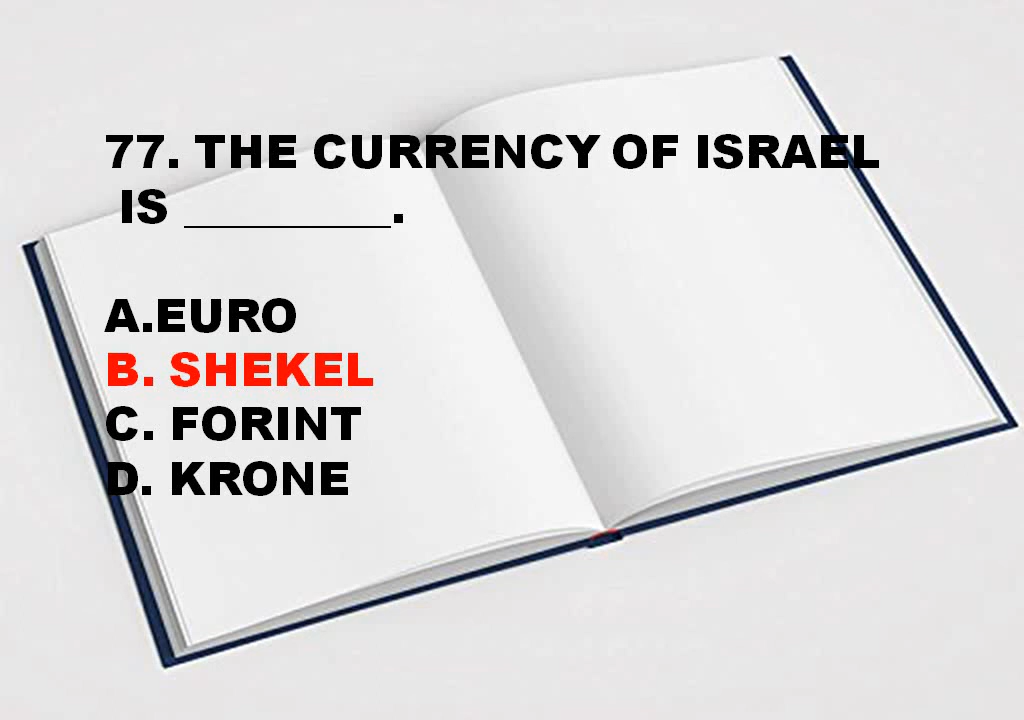 77. THE CURRENCY OF ISRAEL
IS _________.
A.EURO
B. SHEKEL
C. FORINT
D. KRONE